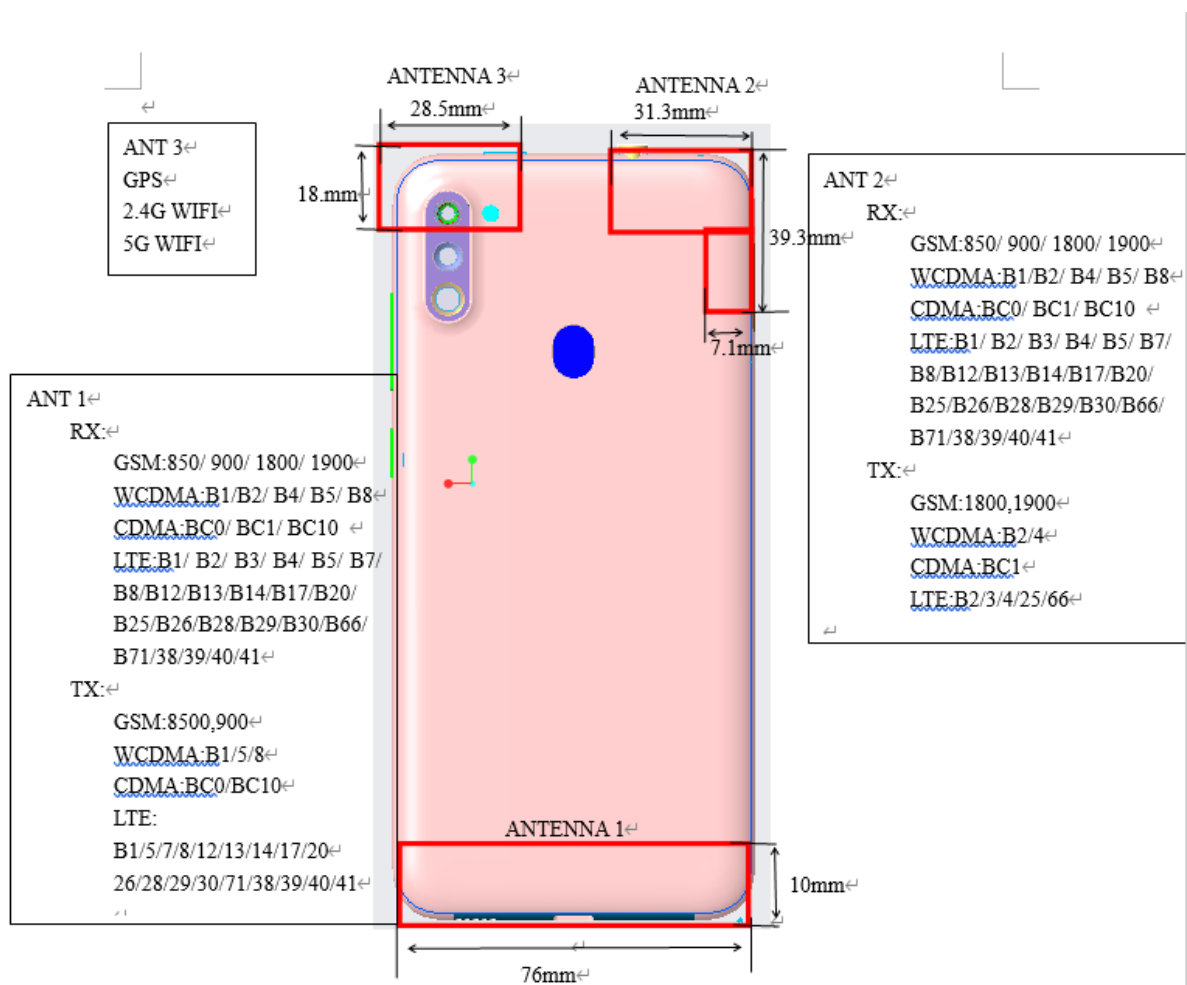 ANTENNA 3↵
28.5mm↵
ANTENNA 2↵
31.3mm↵
↵
ANT 3↵
GPS↵
2.4G WIFI↵
5G WIFI↵
18.mm↵
39.3mm↵
7.1mm↵
ANT 2↵
RX:↵
GSM:850/ 900/ 1800/ 1900↵
WCDMA:B1/B2/ B4/ B5/ B8↵
CDMA:BC0/ BC1/ BC10 ↵
LTE:B1/ B2/ B3/ B4/ B5/ B7/
B8/B12/B13/B14/B17/B20/
B25/B26/B28/B29/B30/B66/
B71/38/39/40/41↵
TX:↵
GSM:1800,1900↵
WCDMA:B2/4↵
CDMA:BC1↵
LTE:B2/3/4/25/66↵
↵
ANT 1↵
RX:↵
GSM:850/ 900/ 1800/ 1900↵
WCDMA:B1/B2/ B4/ B5/ B8↵
CDMA:BC0/ BC1/ BC10 ↵
LTE:B1/ B2/ B3/ B4/ B5/ B7/
B8/B12/B13/B14/B17/B20/
B25/B26/B28/B29/B30/B66/
B71/38/39/40/41↵
TX:↵
GSM:8500,900↵
WCDMA:B1/5/8↵
CDMA:BC0/BC10↵
LTE:
B1/5/7/8/12/13/14/17/20↵
26/28/29/30/71/38/39/40/41↵
↵
ANTENNA 1↵
10mm↵
↵
76mm↵